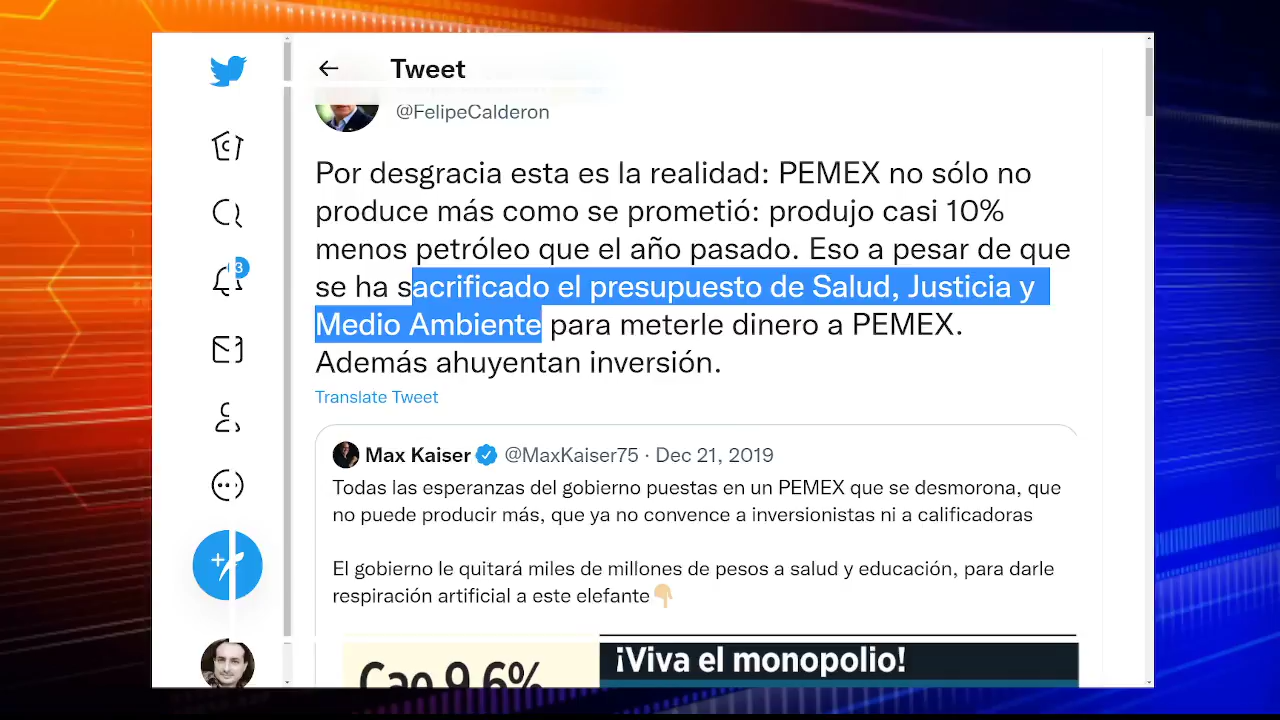 Tweet
@FelipeCalderon
Por desgracia esta es la realidad: PEMEX no sólo no
produce más como se prometió: produjo casi 10%
menos petróleo que el año pasado. Eso a pesar de que
se ha sacrificado el presupuesto de Salud, Justicia y
Medio Ambiente para meterle dinero a PEMEX.
Además ahuyentan inversión.
Translate Tweet
3
Max Kaiser @MaxKaiser75 · Dec 21, 2019
Todas las esperanzas del gobierno puestas en un PEMEX que se desmorona, que
no puede producir más, que ya no convence a inversionistas ni a calificadoras
El gobierno le quitará miles de millones de pesos a salud y educación, para darle
respiración artificial a este elefante👇🏼
Cae 9.6%
¡Viva el monopolio!